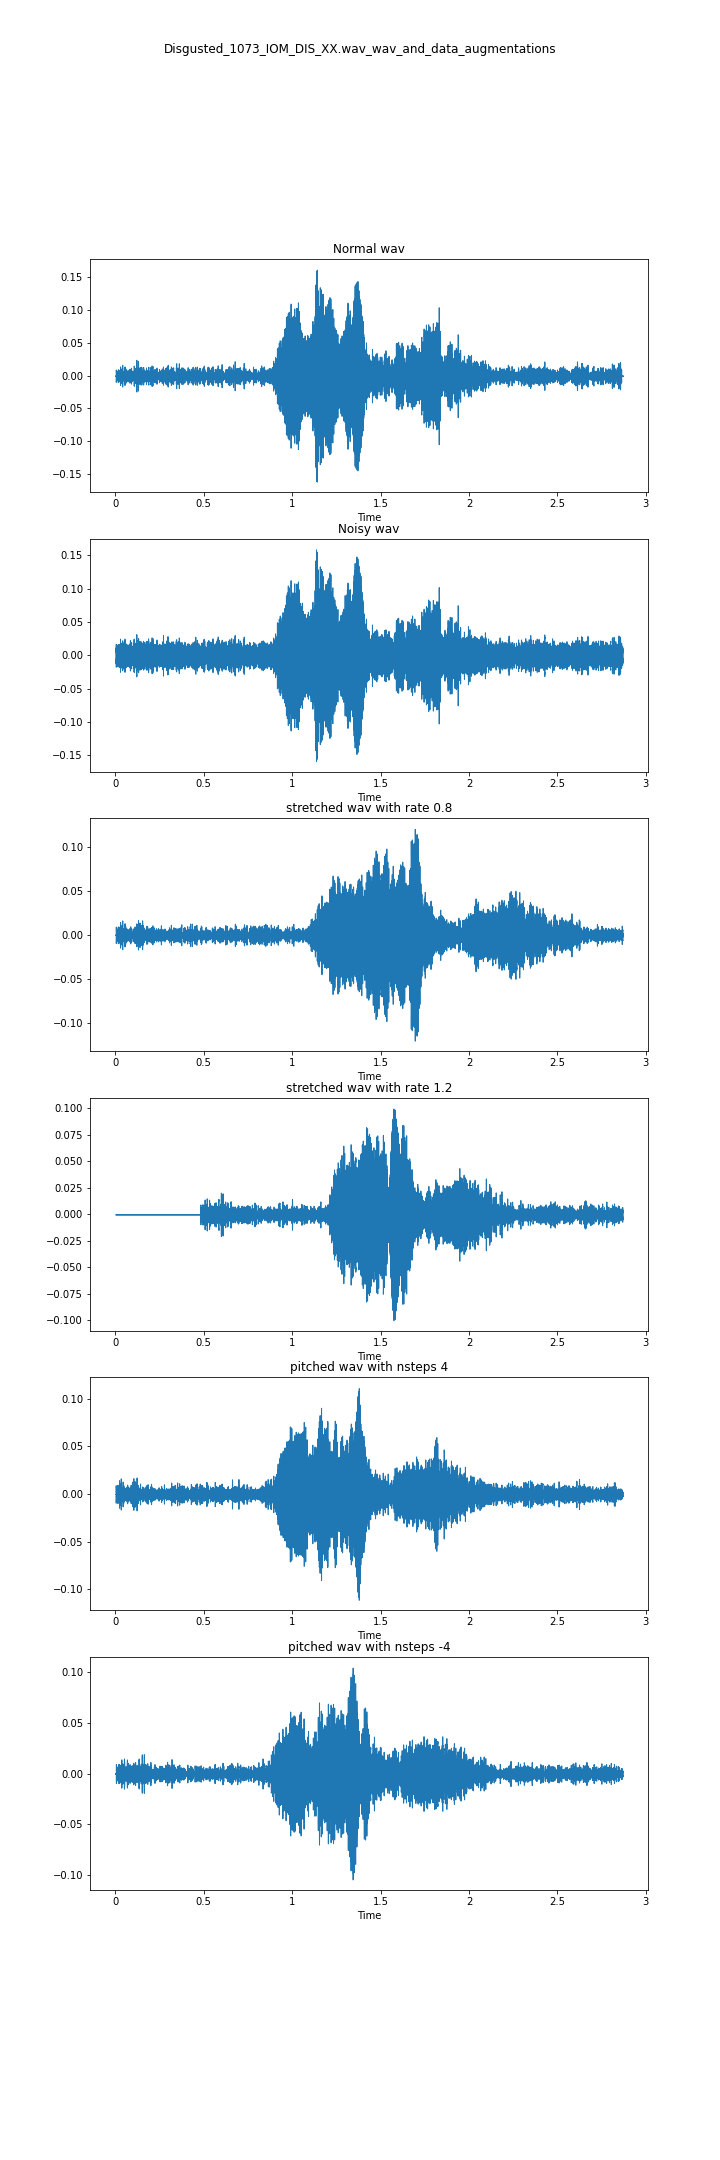 Disgusted_1073_IOM_DIS_XX.wav_wav_and_data_augmentations
Normal wav
0.15
0.10
0.05
0.00
−0.05
−0.10
−0.15
0 0.5 1 1.5 2 2.5 3
Time
Noisy wav
0.15
0.10
0.05
0.00
−0.05
−0.10
−0.15
0 0.5 1 1.5 2 2.5 3
Time
stretched wav with rate 0.8
0.10
0.05
0.00
−0.05
−0.10
0 0.5 1 1.5 2 2.5 3
Time
stretched wav with rate 1.2
0.100
0.075
0.050
0.025
0.000
−0.025
−0.050
−0.075
−0.100
0 0.5 1 1.5 2 2.5 3
Time
pitched wav with nsteps 4
0.10
0.05
0.00
−0.05
−0.10
0 0.5 1 1.5 2 2.5 3
Time
pitched wav with nsteps -4
0.10
0.05
0.00
−0.05
−0.10
0 0.5 1 1.5 2 2.5 3
Time